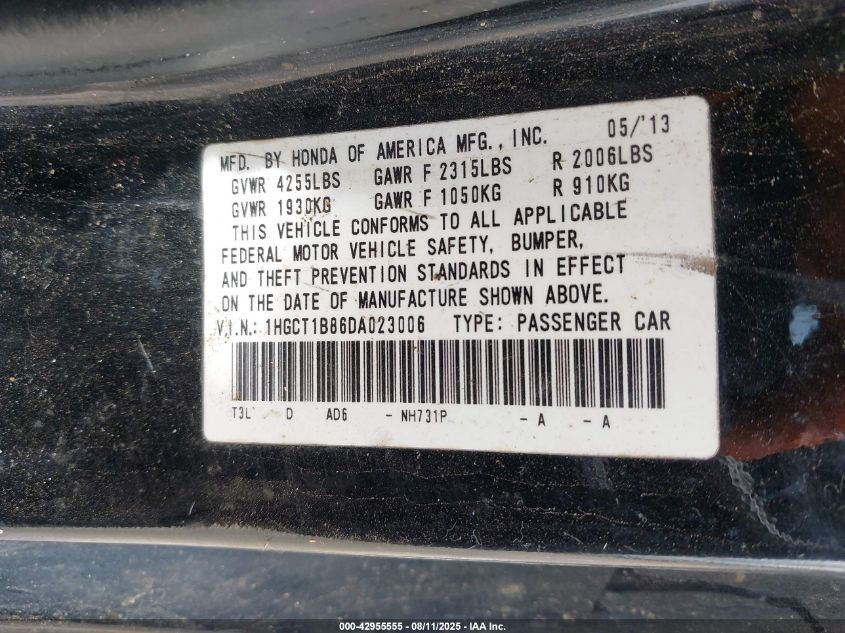 MFD. BY HONDA OF AMERICA MFG., INC. 05/'13
GVWR 4255LBS GAWR F 2315LBS R 2006LBS
GVWR 1930KG GAWR F 1050KG R 910KG
THIS VEHICLE CONFORMS TO ALL APPLICABLE
FEDERAL MOTOR VEHICLE SAFETY, BUMPER,
AND THEFT PREVENTION STANDARDS IN EFFECT
ON THE DATE OF MANUFACTURE SHOWN ABOVE.
V.I.N.: 1HGCT1B86DA023006 TYPE: PASSENGER CAR
D AD6 - NH731P - A - A
000-42955555 - 08/11/2025 - IAA Inc.